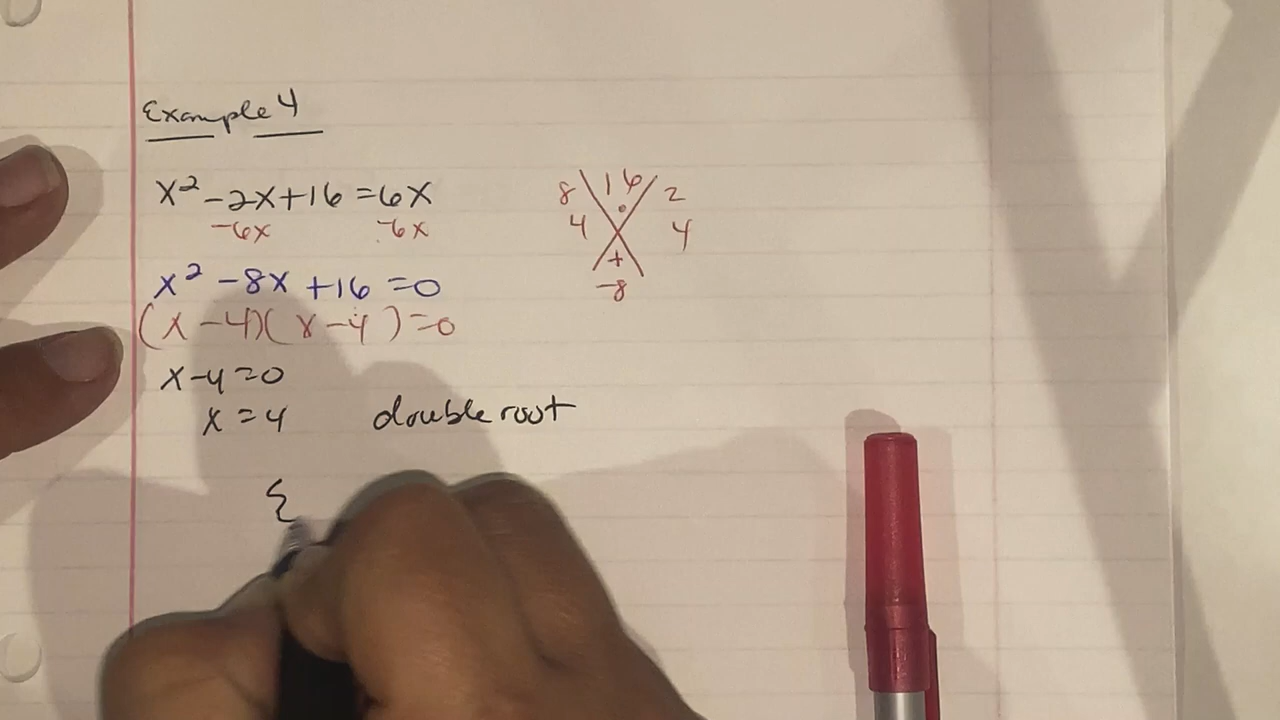 Example 4
x² -2x+16 =6x
-6x -6x
x² -8x +16 =0
(x -4)(x -4) =0
x-4=0
x = 4 double root
{
8 16 2
4 • 4
+
-8